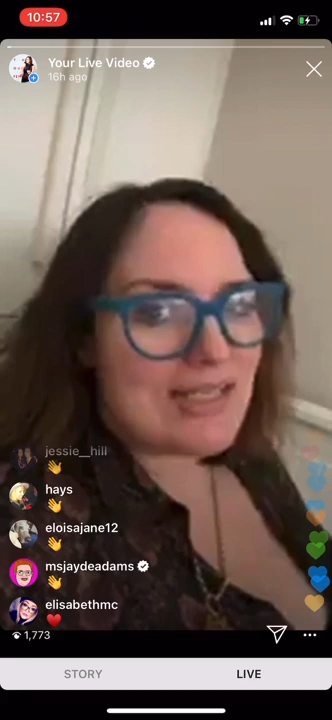 10:57
Your Live Video
16h ago
jessie__hill
hays
eloisajane12
msjaydeadams
elisabethmc
1,773
STORY
LIVE